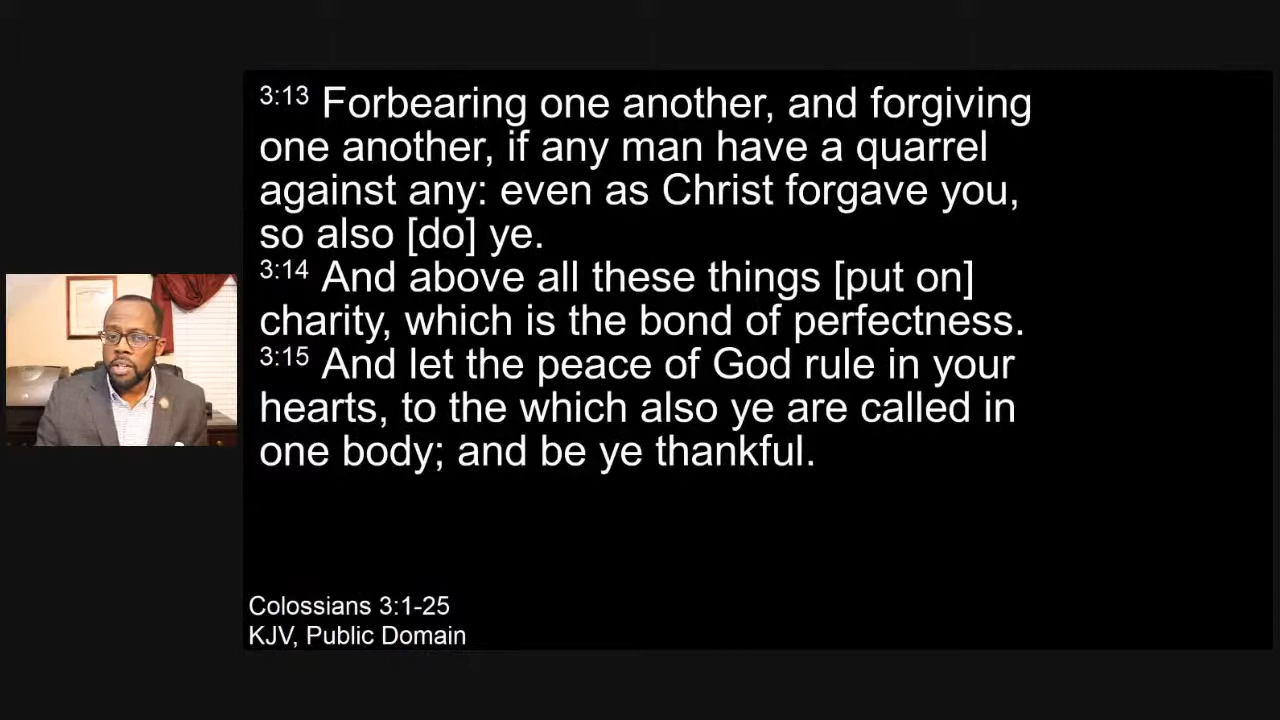 3:13 Forbearing one another, and forgiving
one another, if any man have a quarrel
against any: even as Christ forgave you,
so also [do] ye.
3:14 And above all these things [put on]
charity, which is the bond of perfectness.
3:15 And let the peace of God rule in your
hearts, to the which also ye are called in
one body; and be ye thankful.
Colossians 3:1-25
KJV, Public Domain